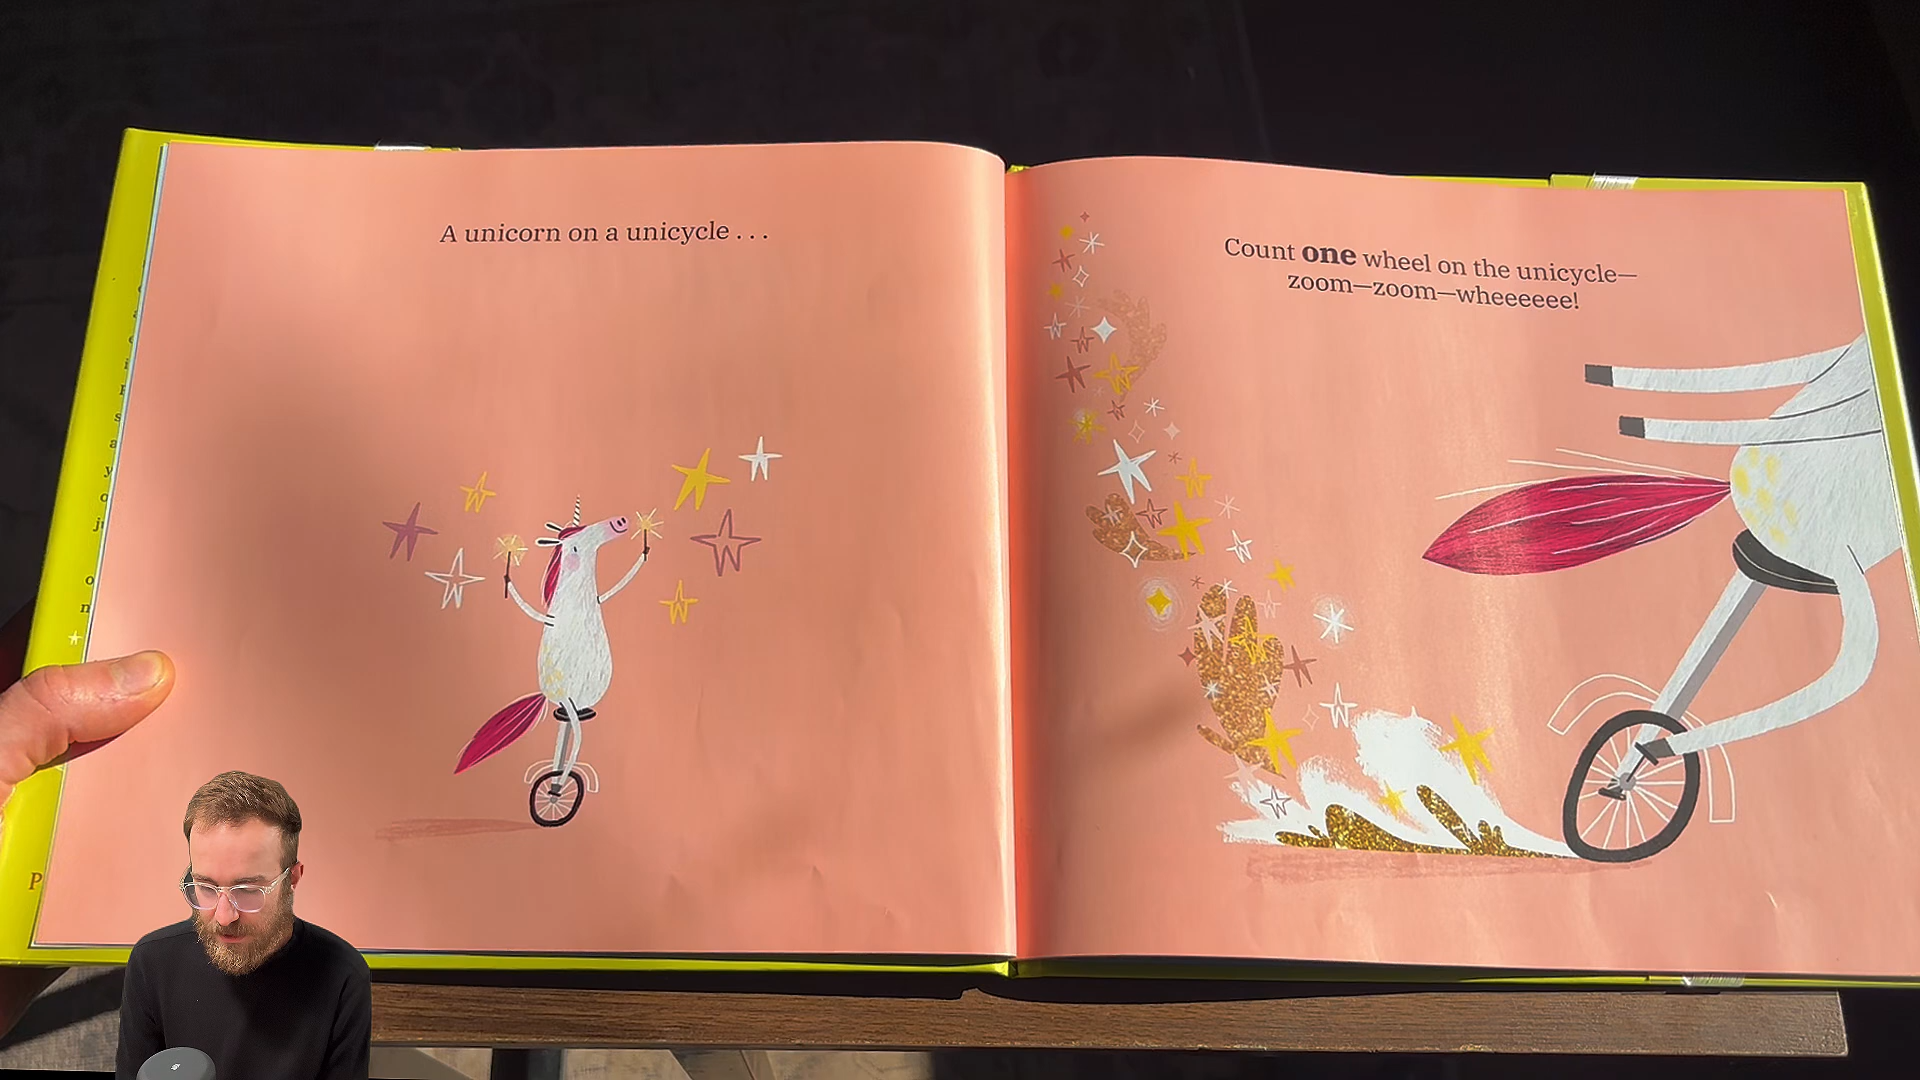 A unicorn on a unicycle . . .
Count one wheel on the unicycle—
zoom—zoom—wheeeeee!